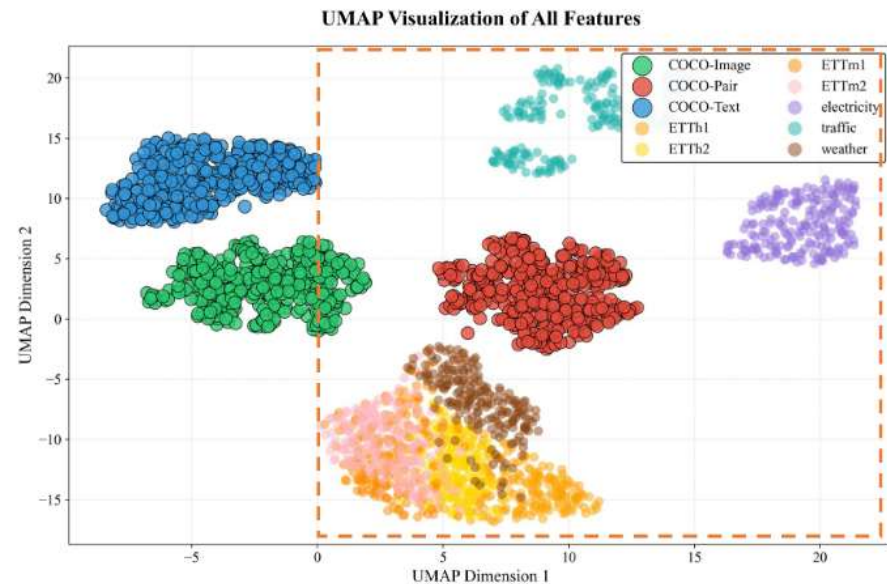 UMAP Visualization of All Features
COCO-Image
COCO-Pair
COCO-Text
ETTh1
ETTh2
ETTm1
ETTm2
electricity
traffic
weather
UMAP Dimension 2
20
15
10
5
0
−5
−10
−15
−5
0
5
10
15
20
UMAP Dimension 1